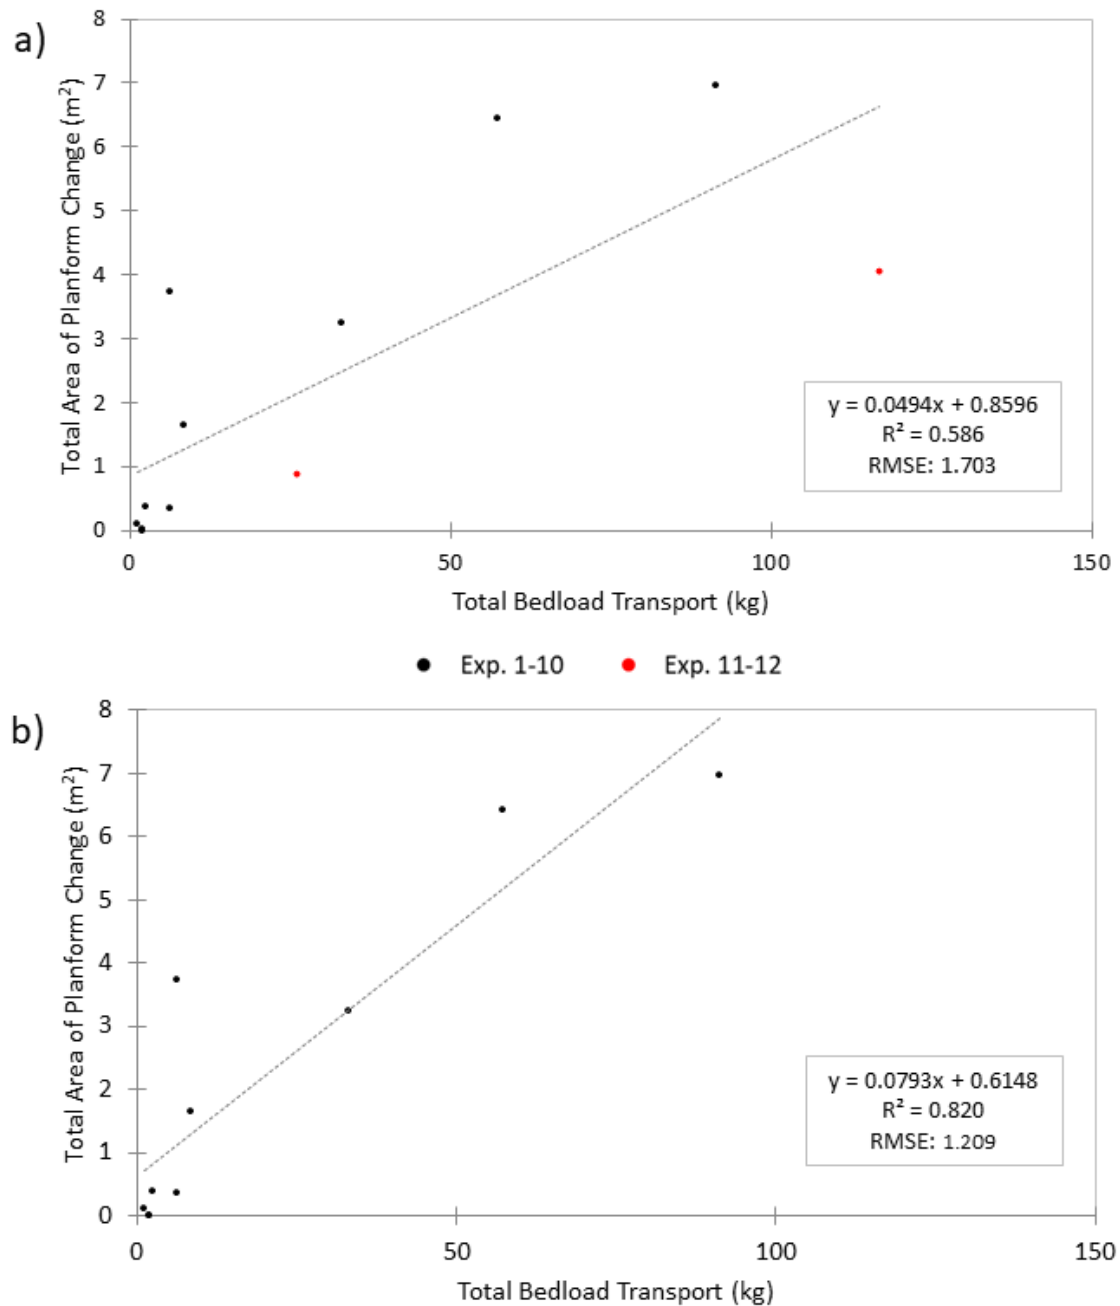 a)
Total Area of Planform Change (m²)
8
7
6
5
4
3
2
1
0
y = 0.0494x + 0.8596
R² = 0.586
RMSE: 1.703
0 50 100 150
Total Bedload Transport (kg)
Exp. 1-10 Exp. 11-12
b)
Total Area of Planform Change (m²)
8
7
6
5
4
3
2
1
0
y = 0.0793x + 0.6148
R² = 0.820
RMSE: 1.209
0 50 100 150
Total Bedload Transport (kg)